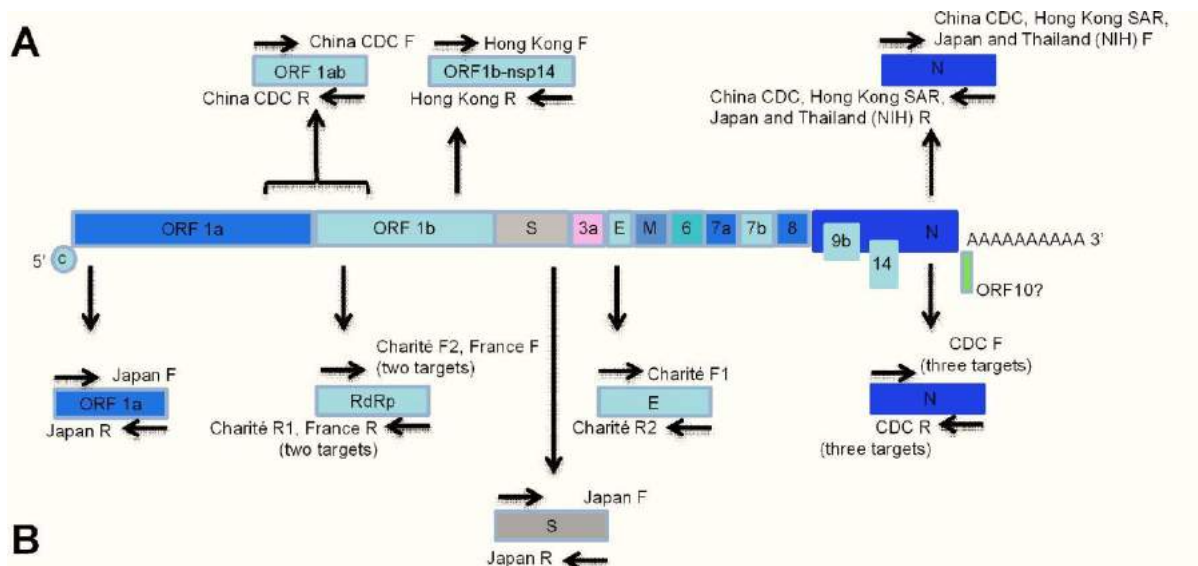 A
China CDC F
ORF 1ab
China CDC R
Hong Kong F
ORF1b-nsp14
Hong Kong R
China CDC, Hong Kong SAR,
Japan and Thailand (NIH) F
N
China CDC, Hong Kong SAR,
Japan and Thailand (NIH) R
5'
c
ORF 1a
ORF 1b
S
3a
E
M
6
7a
7b
8
9b
14
N
AAAAAAAAAA 3'
ORF10?
Japan F
ORF 1a
Japan R
Charité F2, France F
(two targets)
RdRp
Charité R1, France R
(two targets)
Charité F1
E
Charité R2
CDC F
(three targets)
N
CDC R
(three targets)
Japan F
S
Japan R
B